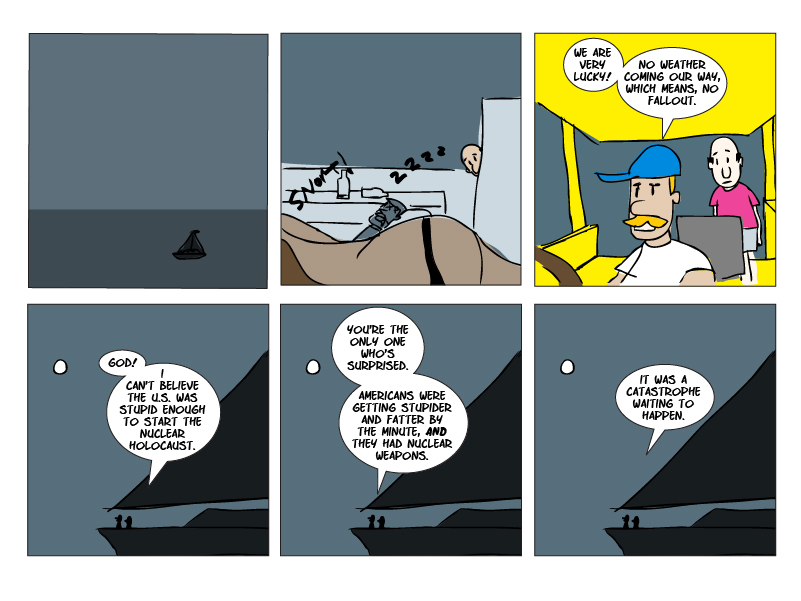 SNORT!
ZZZZ
WE ARE
VERY
LUCKY!
NO WEATHER
COMING OUR WAY,
WHICH MEANS, NO
FALLOUT.
GOD!
I
CAN'T BELIEVE
THE U.S. WAS
STUPID ENOUGH
TO START THE
NUCLEAR
HOLOCAUST.
YOU'RE THE
ONLY ONE
WHO'S
SURPRISED.
AMERICANS WERE
GETTING STUPIDER
AND FATTER BY
THE MINUTE, AND
THEY HAD NUCLEAR
WEAPONS.
IT WAS A
CATASTROPHE
WAITING TO
HAPPEN.